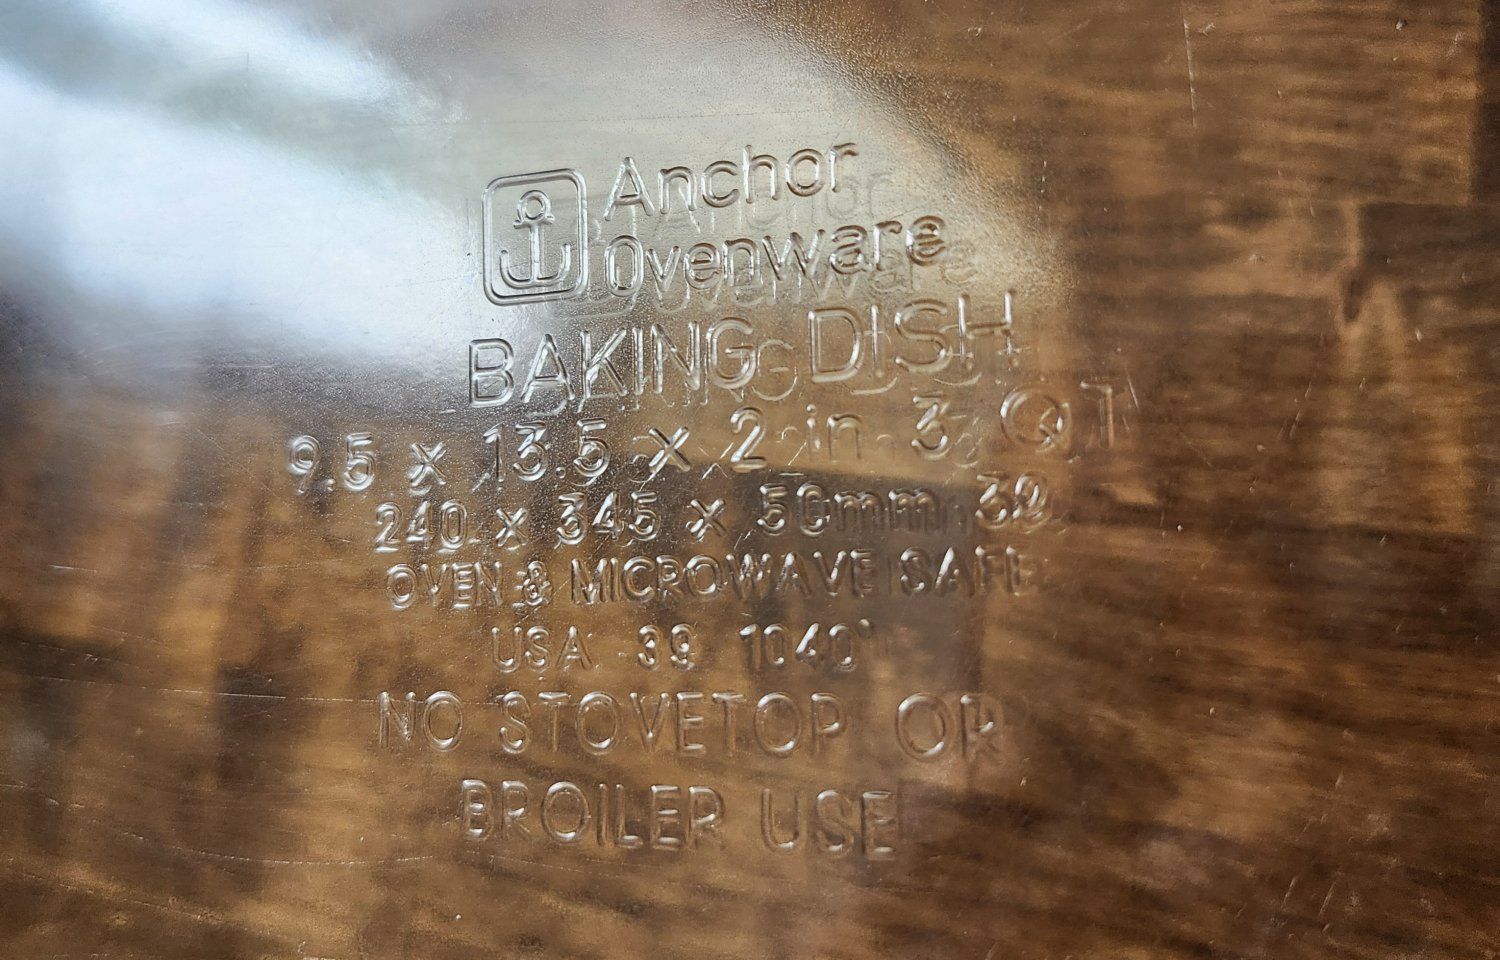 Anchor
Ovenware
BAKING DISH
9.5 x 13.5 x 2 in 3 QT
240 x 345 x 50mm 3ℓ
OVEN & MICROWAVE SAFE
USA 39 1040
NO STOVETOP OR
BROILER USE